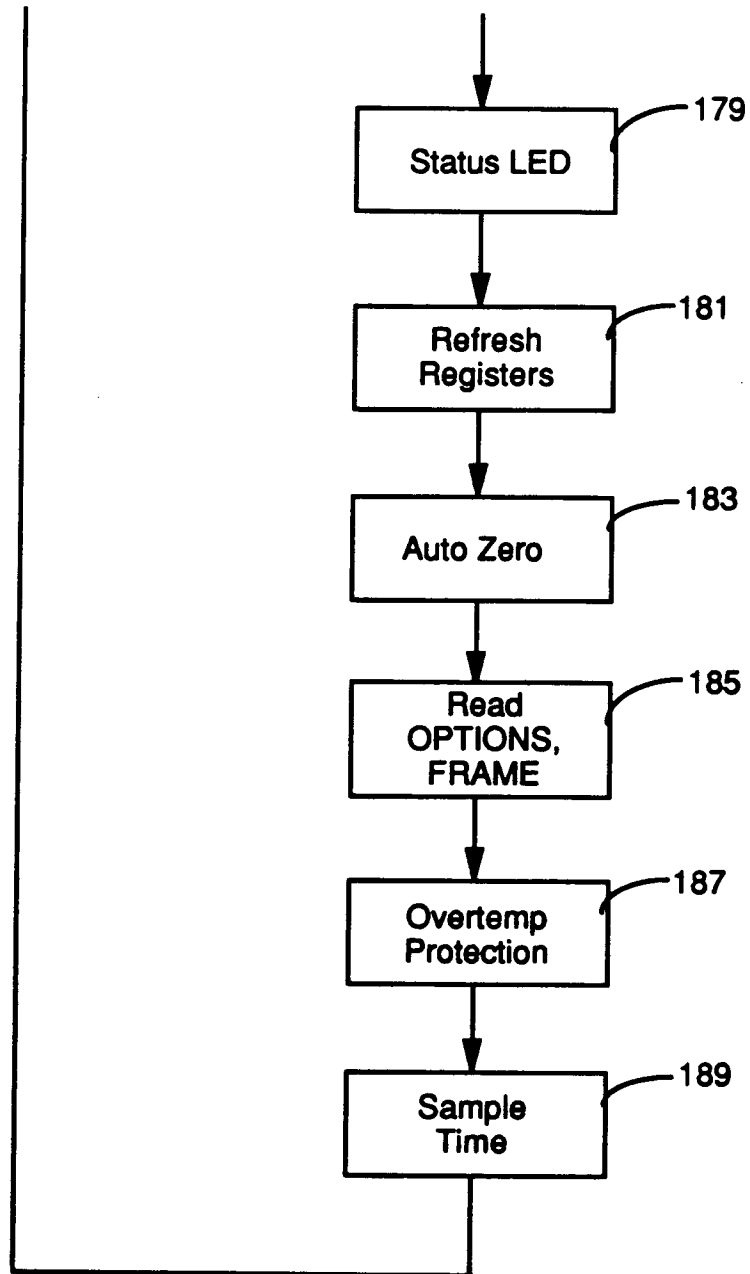 179
Status LED
181
Refresh
Registers
183
Auto Zero
185
Read
OPTIONS,
FRAME
187
Overtemp
Protection
189
Sample
Time